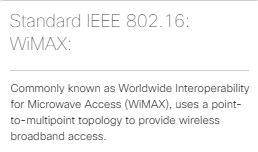 Standard IEEE 802.16:
WiMAX:
Commonly known as Worldwide Interoperability
for Microwave Access (WiMAX), uses a point-
to-multipoint topology to provide wireless
broadband access.